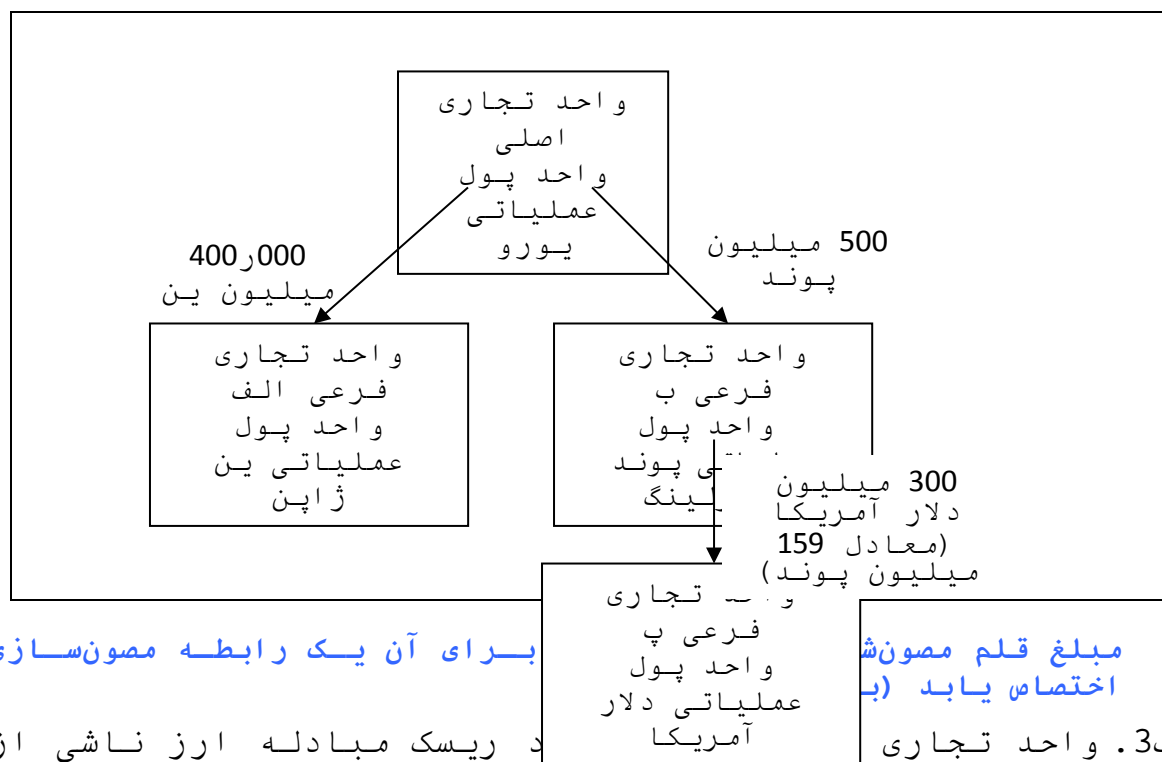 واحد تجاری
اصلی
واحد پول
عملیاتی
یورو
400ر000
میلیون ین
500 میلیون
پوند
واحد تجاری
فرعی الف
واحد پول
عملیاتی ین
ژاپن
واحد تجاری
فرعی ب
واحد پول
پوند
300 میلیون
دلار آمریکا
(معادل 159
میلیون پوند)
تجاری
فرعی پ
واحد پول
عملیاتی دلار
آمریکا
مبلغ قلم برای آن یک رابطه
اختصاص یابد
3. واحد تجاری ریسک مبادله ارز ناشی از